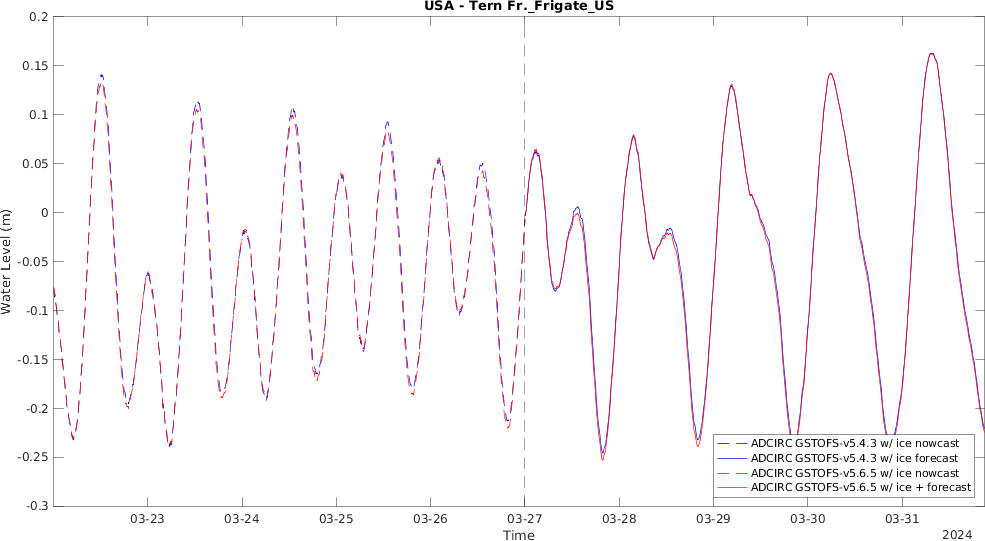 USA - Tern Fr._Frigate_US
0.2
0.15
0.1
0.05
0
-0.05
-0.1
-0.15
-0.2
-0.25
-0.3
Water Level (m)
ADCIRC GSTOFS-v5.4.3 w/ ice nowcast
ADCIRC GSTOFS-v5.4.3 w/ ice forecast
ADCIRC GSTOFS-v5.6.5 w/ ice nowcast
ADCIRC GSTOFS-v5.6.5 w/ ice + forecast
03-23 03-24 03-25 03-26 03-27 03-28 03-29 03-30 03-31
Time
2024